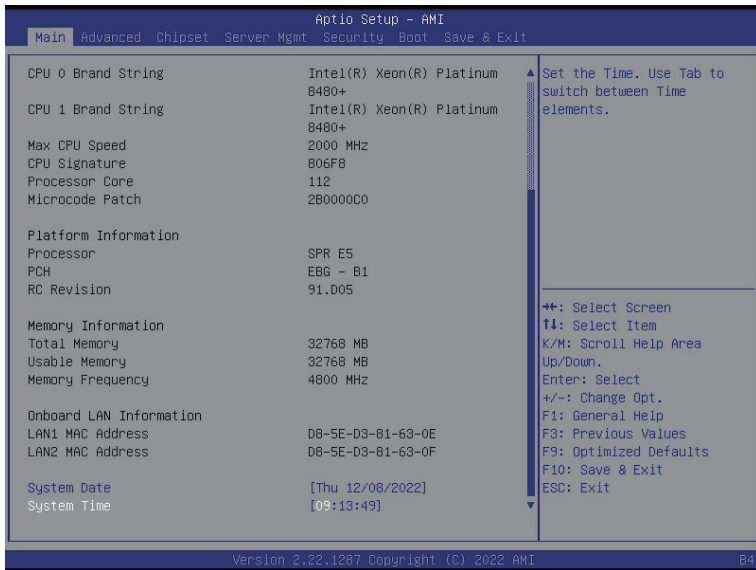 Aptio Setup - AMI
Main Advanced Chipset Server Mgmt Security Boot Save & Exit
CPU 0 Brand String Intel(R) Xeon(R) Platinum
8480+
CPU 1 Brand String Intel(R) Xeon(R) Platinum
8480+
Max CPU Speed 2000 MHz
CPU Signature 806F8
Processor Core 112
Microcode Patch 2B0000C0
Platform Information
Processor SPR E5
PCH EBG - B1
RC Revision 91.D05
Memory Information
Total Memory 32768 MB
Usable Memory 32768 MB
Memory Frequency 4800 MHz
Onboard LAN Information
LAN1 MAC Address D8-5E-D3-81-63-0E
LAN2 MAC Address D8-5E-D3-81-63-0F
System Date [Thu 12/08/2022]
System Time [09:13:49]
Set the Time. Use Tab to
switch between Time
elements.
→←: Select Screen
↑↓: Select Item
K/M: Scroll Help Area
Up/Down.
Enter: Select
+/-: Change Opt.
F1: General Help
F3: Previous Values
F9: Optimized Defaults
F10: Save & Exit
ESC: Exit
Version 2.22.1287 Copyright (C) 2022 AMI
B4